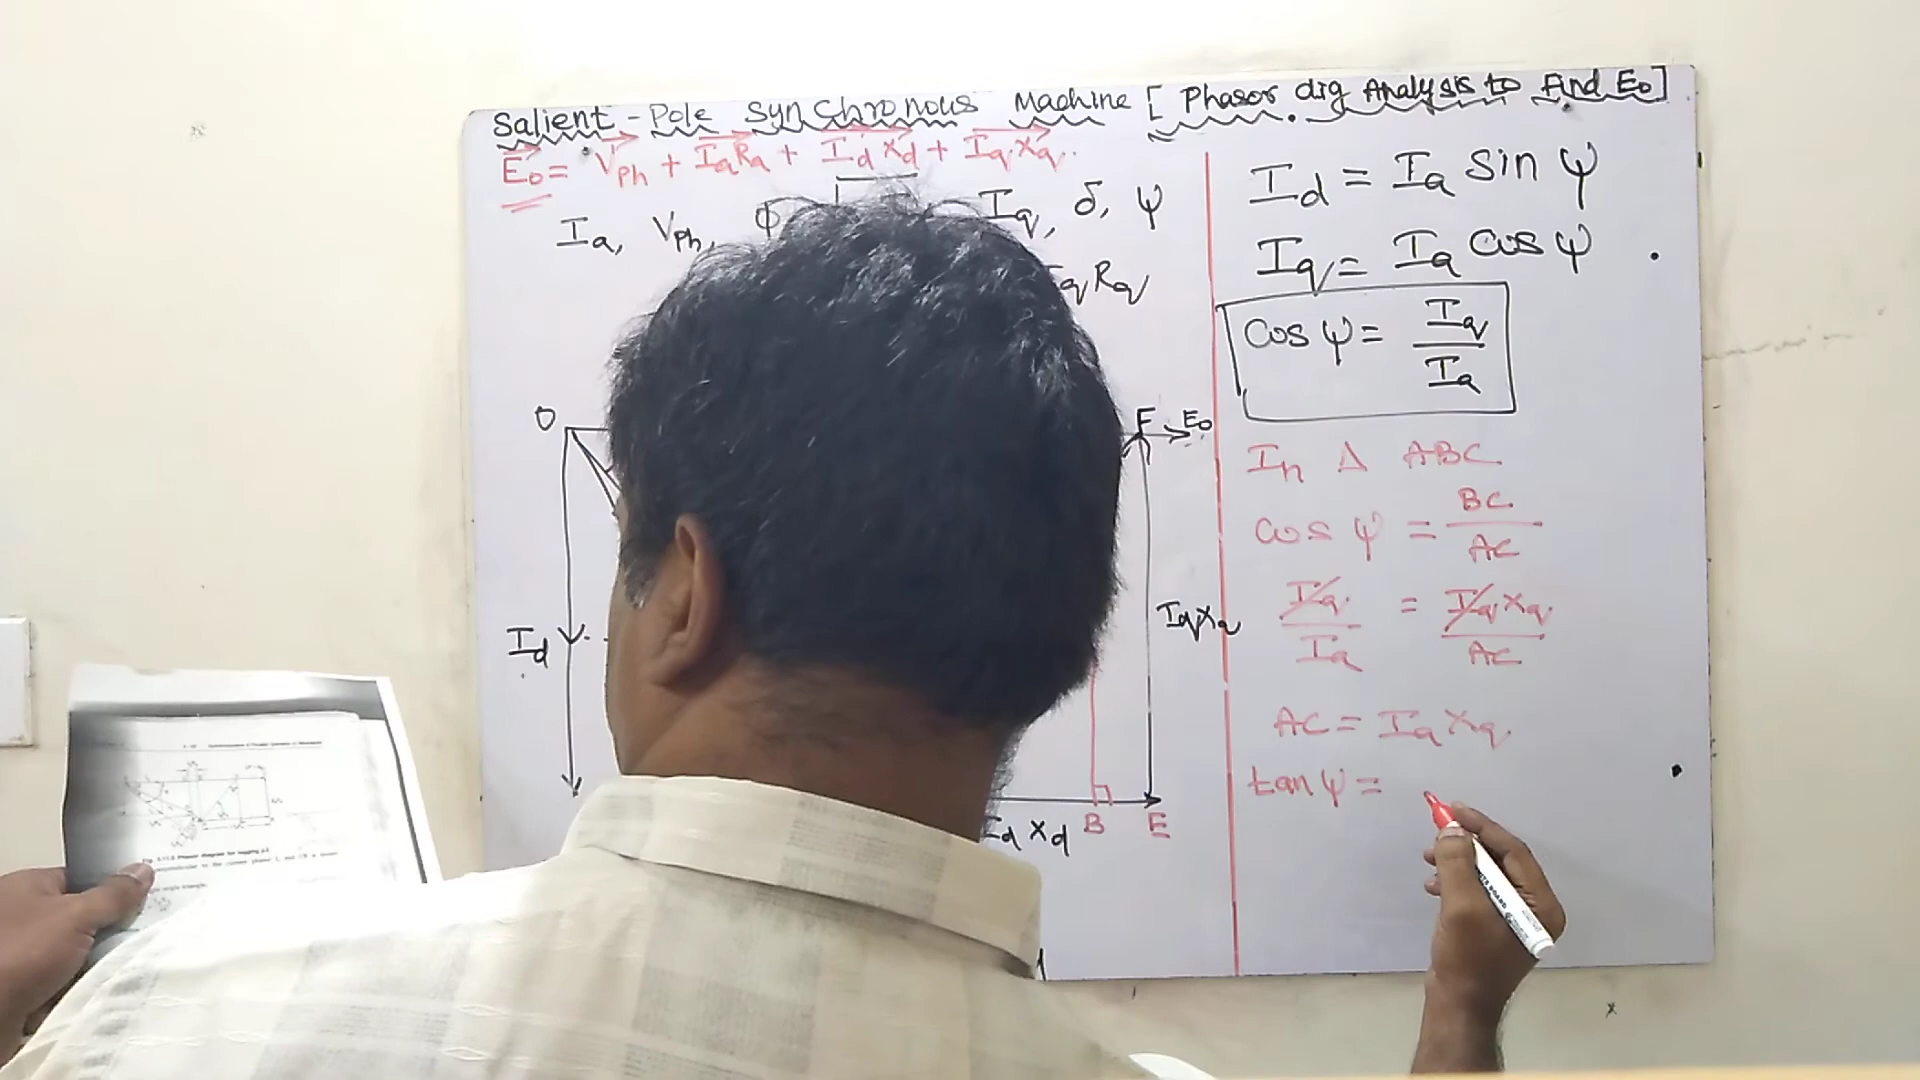 Salient-Pole Synchronous Machine [Phasor dig Analysis to Find E0]
E0 = Vph + IaRa + IdXd + IqXq
Ia, Vph, ϕ
Iq, δ, ψ
qRq
O
F E0
Id
IqXq
IdXd B E
Id = Ia sin ψ
Iq = Ia cos ψ
cos ψ = Iq / Ia
In Δ ABC
cos ψ = BC / AC
Iq / Ia = IqXq / AC
AC = IaXq
tan ψ =